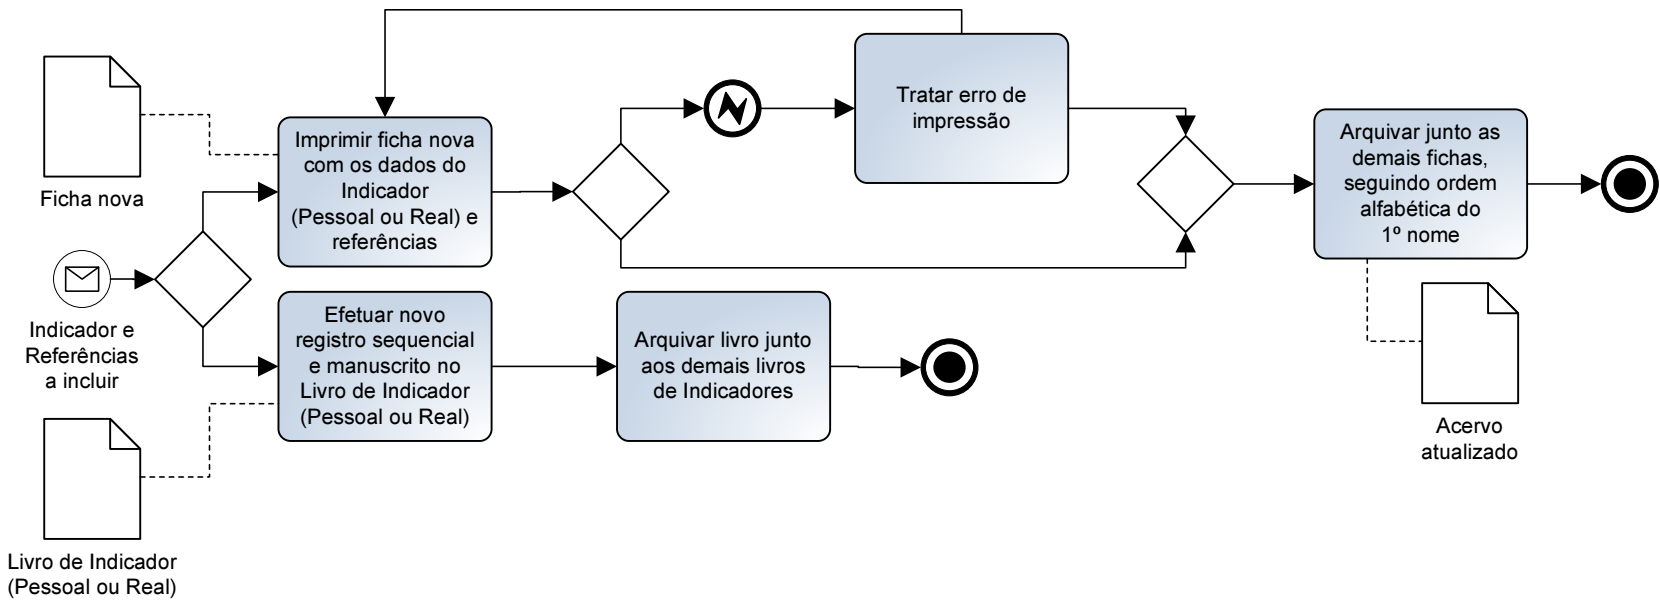 Ficha nova
Indicador e
Referências
a incluir
Livro de Indicador
(Pessoal ou Real)
Imprimir ficha nova
com os dados do
Indicador
(Pessoal ou Real) e
referências
Efetuar novo
registro sequencial
e manuscrito no
Livro de Indicador
(Pessoal ou Real)
Arquivar livro junto
aos demais livros
de Indicadores
Tratar erro de
impressão
Arquivar junto as
demais fichas,
seguindo ordem
alfabética do
1º nome
Acervo
atualizado